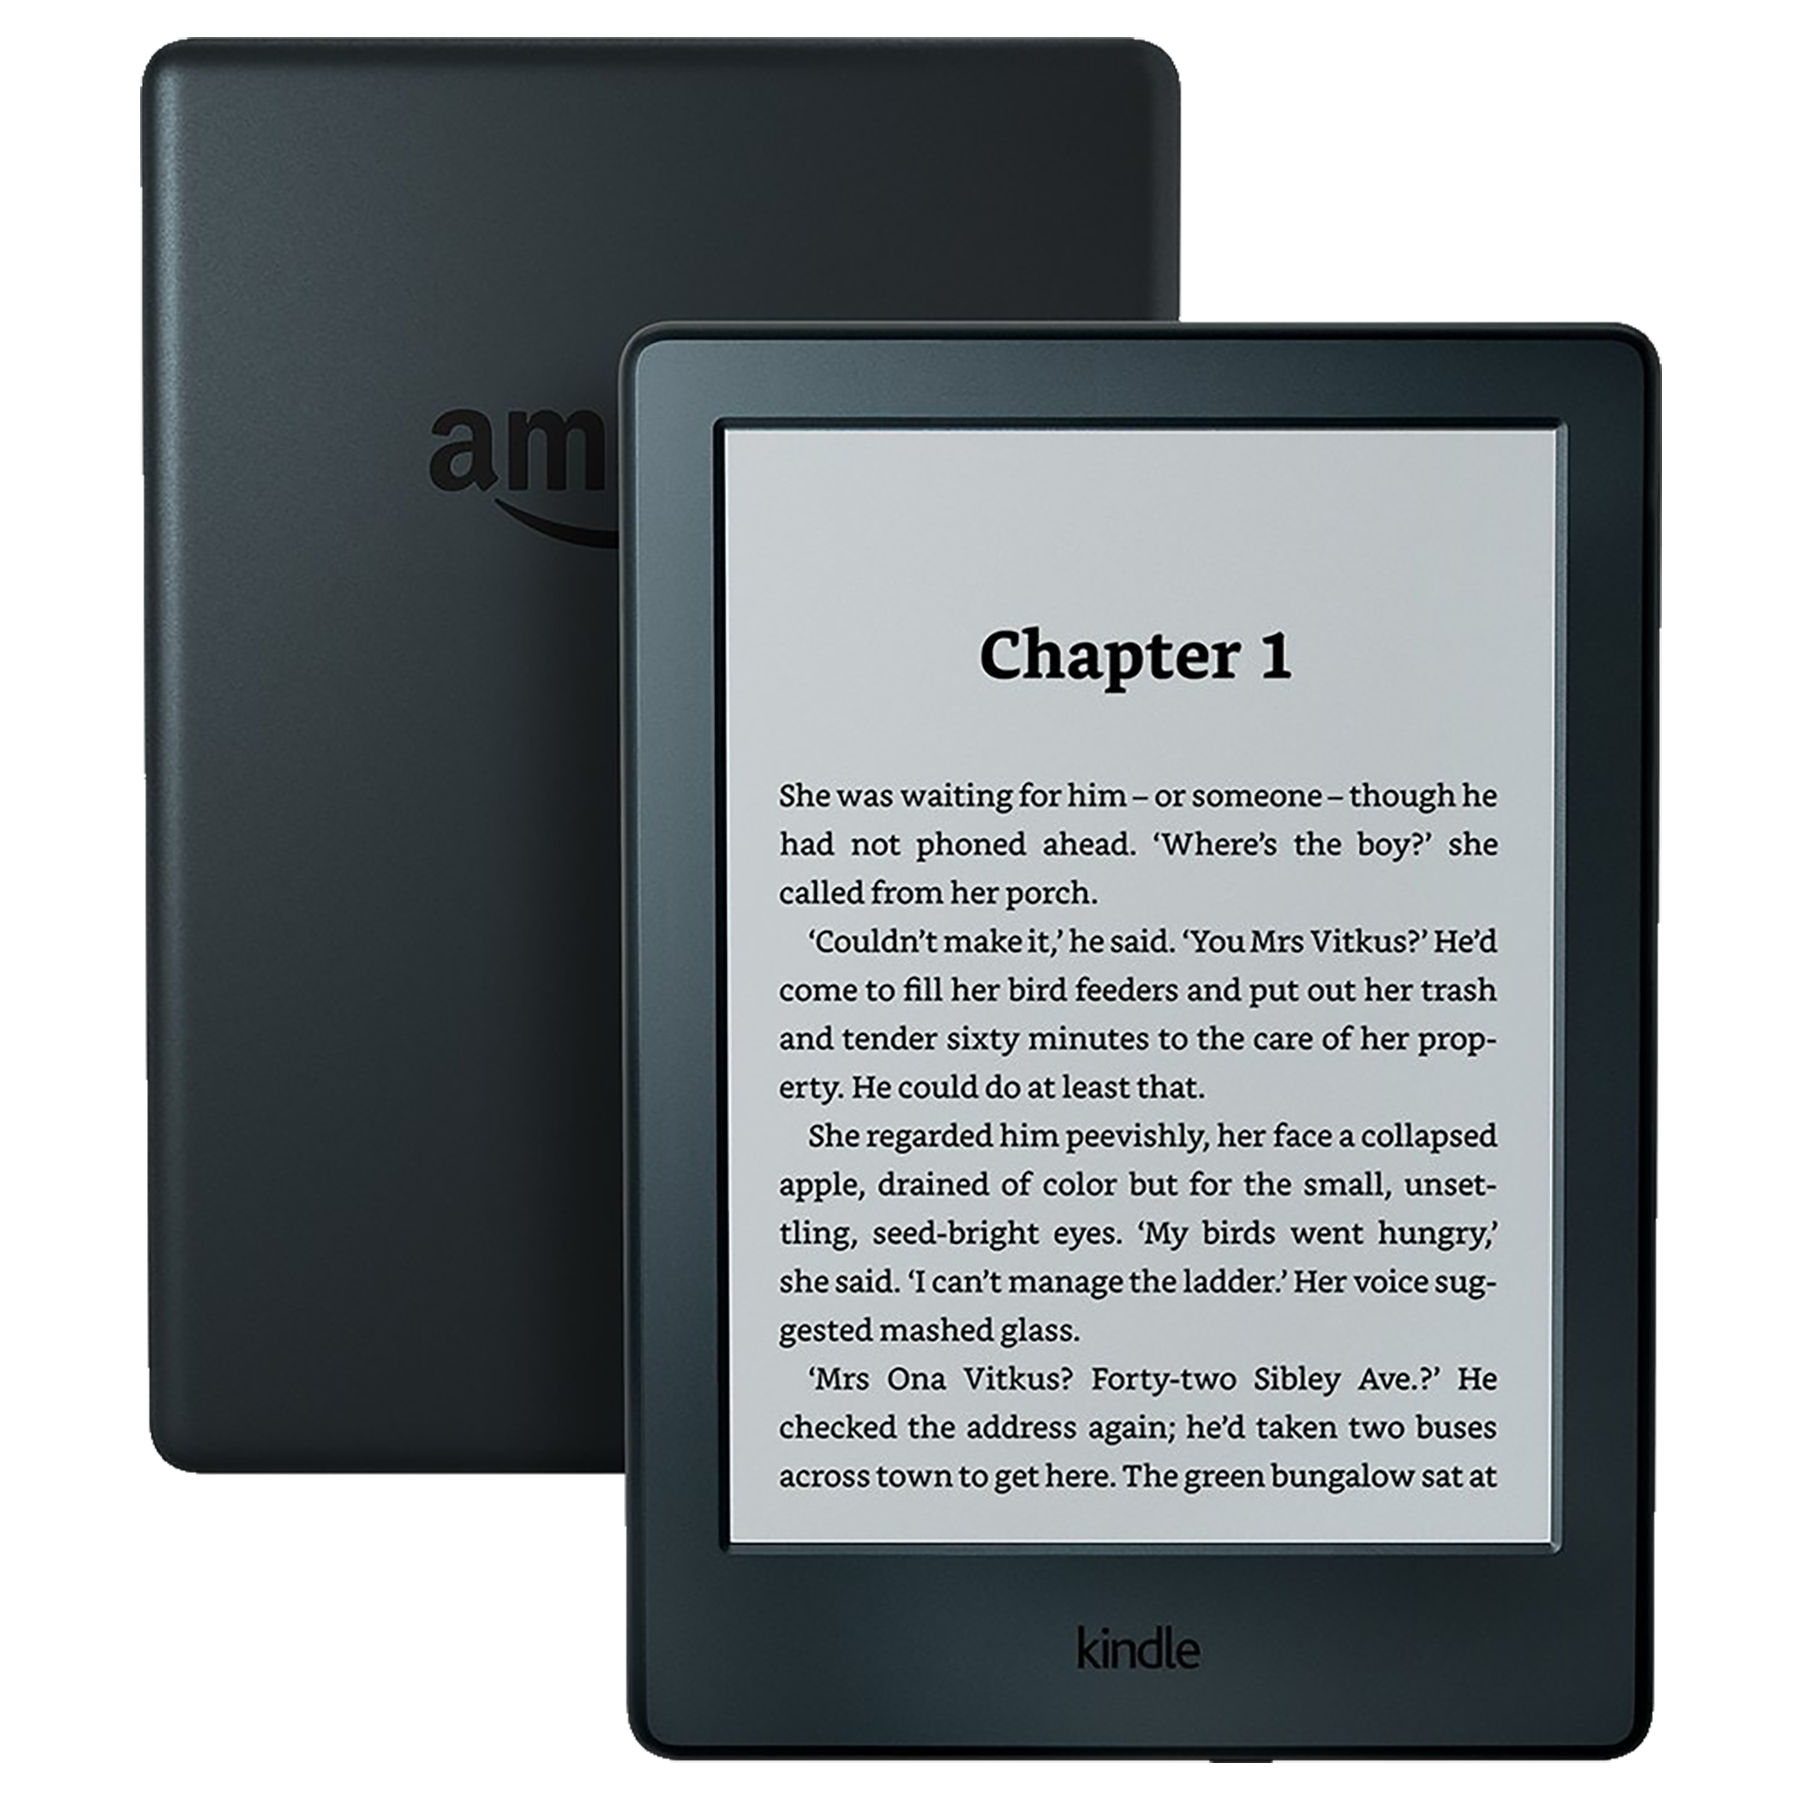 am
Chapter 1
She was waiting for him – or someone – though he
had not phoned ahead. ‘Where’s the boy?’ she
called from her porch.
‘Couldn’t make it,’ he said. ‘You Mrs Vitkus?’ He’d
come to fill her bird feeders and put out her trash
and tender sixty minutes to the care of her prop-
erty. He could do at least that.
She regarded him peevishly, her face a collapsed
apple, drained of color but for the small, unset-
tling, seed-bright eyes. ‘My birds went hungry,’
she said. ‘I can’t manage the ladder.’ Her voice sug-
gested mashed glass.
‘Mrs Ona Vitkus? Forty-two Sibley Ave.?’ He
checked the address again; he’d taken two buses
across town to get here. The green bungalow sat at
kindle